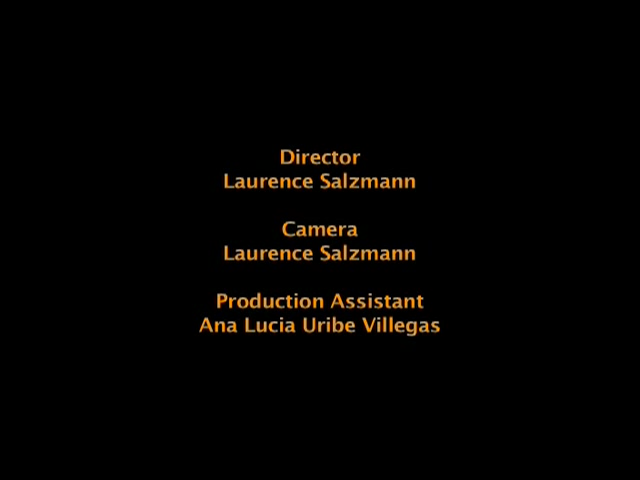 Director
Laurence Salzmann
Camera
Laurence Salzmann
Production Assistant
Ana Lucia Uribe Villegas